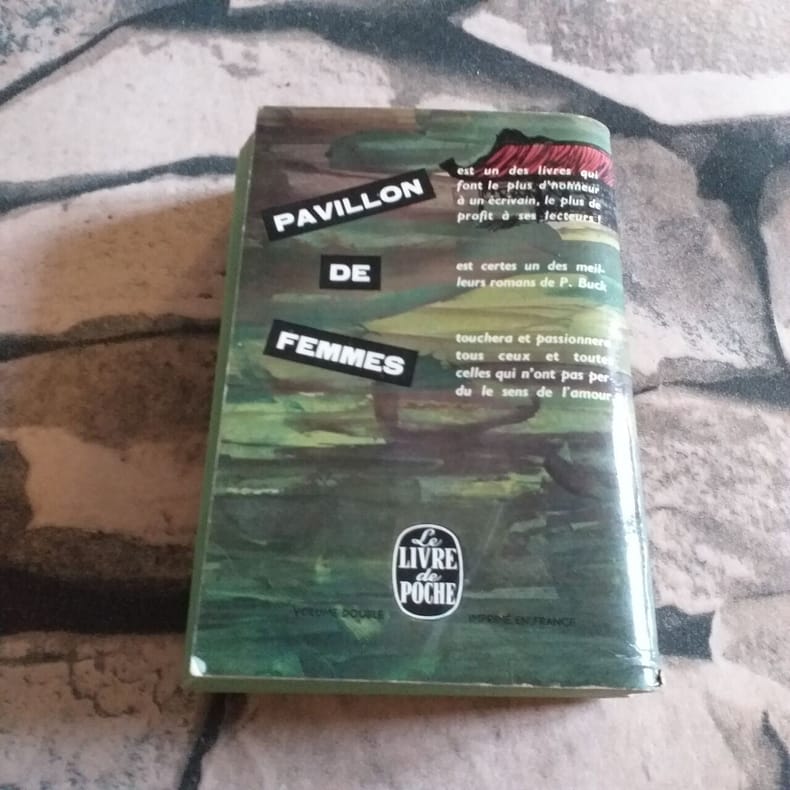 PAVILLON
est un des livres qui
font le plus d'honneur
à un écrivain, le plus de
profit à ses lecteurs !
DE
est certes un des meil-
leurs romans de P. Buck
FEMMES
touchera et passionnera
tous ceux et toutes
celles qui n'ont pas per-
du le sens de l'amour
Le
LIVRE
de
POCHE
VOLUME DOUBLE
IMPRIMÉ EN FRANCE